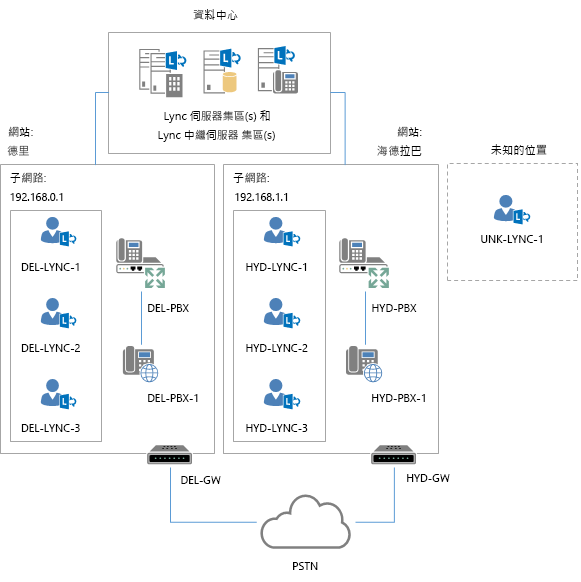 資料中心
Lync 伺服器集區(s) 和
Lync 中繼伺服器 集區(s)
網站:
德里
網站:
海德拉巴
未知的位置
子網路:
192.168.0.1
子網路:
192.168.1.1
DEL-LYNC-1
DEL-LYNC-2
DEL-LYNC-3
DEL-PBX
DEL-PBX-1
HYD-LYNC-1
HYD-LYNC-2
HYD-LYNC-3
HYD-PBX
HYD-PBX-1
UNK-LYNC-1
DEL-GW
HYD-GW
PSTN